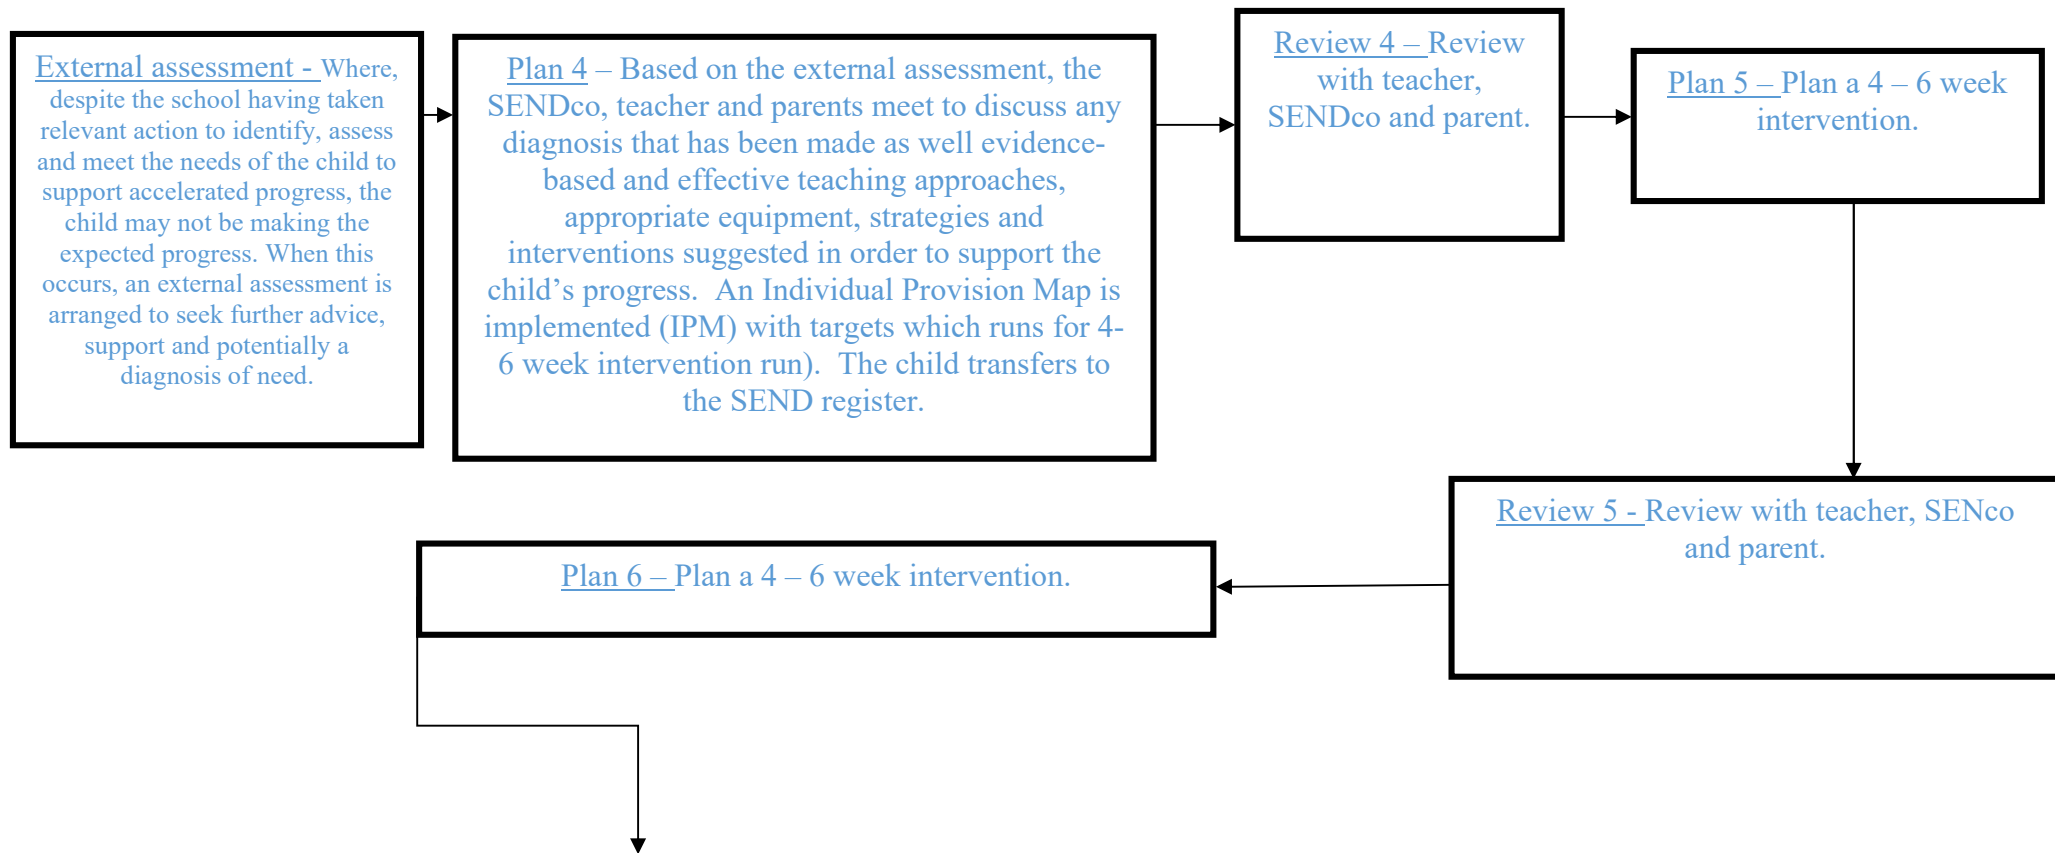 External assessment - Where,
despite the school having taken
relevant action to identify, assess
and meet the needs of the child to
support accelerated progress, the
child may not be making the
expected progress. When this
occurs, an external assessment is
arranged to seek further advice,
support and potentially a
diagnosis of need.
Plan 4 – Based on the external assessment, the
SENDco, teacher and parents meet to discuss any
diagnosis that has been made as well evidence-
based and effective teaching approaches,
appropriate equipment, strategies and
interventions suggested in order to support the
child’s progress.  An Individual Provision Map is
implemented (IPM) with targets which runs for 4-
6 week intervention run).  The child transfers to
the SEND register.
Review 4 – Review
with teacher,
SENDco and parent.
Plan 5 – Plan a 4 – 6 week
intervention.
Review 5 - Review with teacher, SENco
and parent.
Plan 6 – Plan a 4 – 6 week intervention.